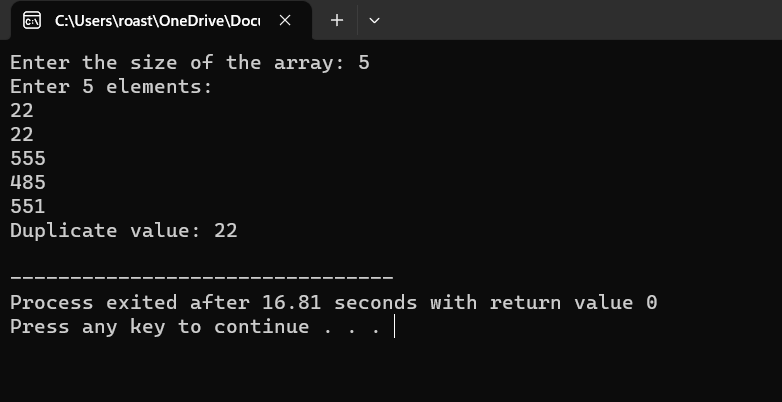 C:\Users\roast\OneDrive\Docu
Enter the size of the array: 5
Enter 5 elements:
22
22
555
485
551
Duplicate value: 22
--------------------------------
Process exited after 16.81 seconds with return value 0
Press any key to continue . . .